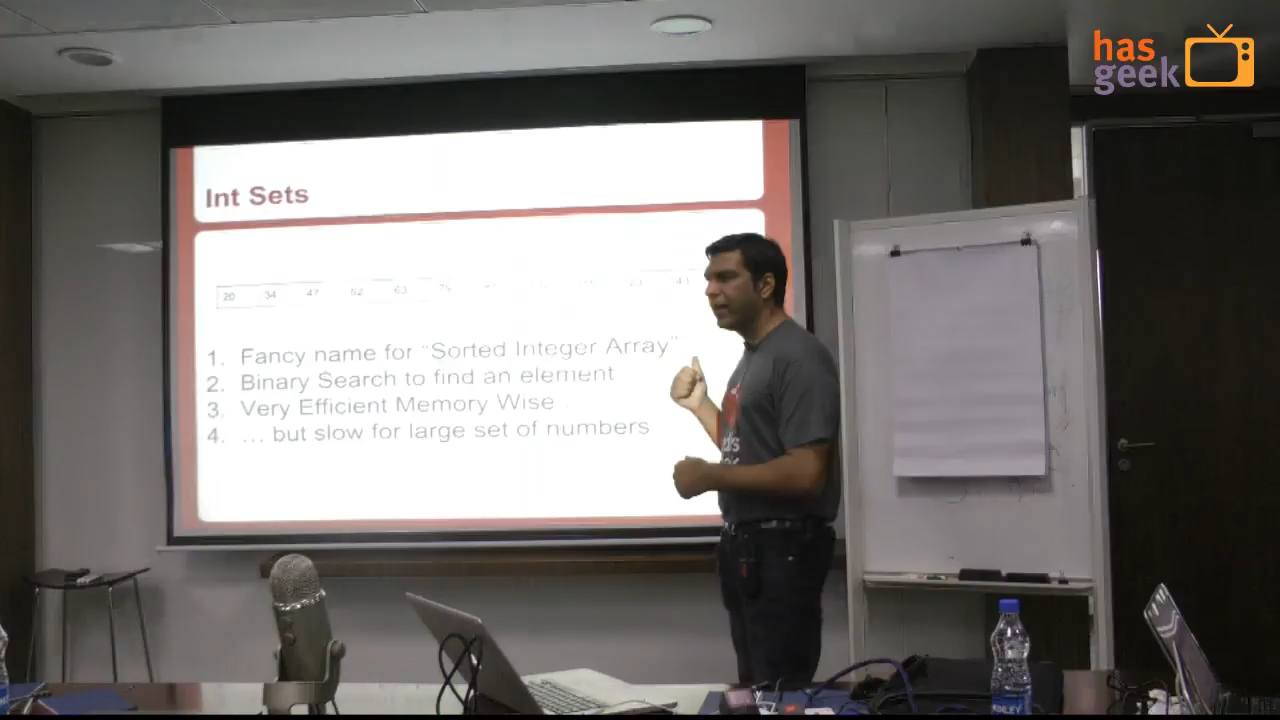 has
geek
Int Sets
20 34 47 52 63
1. Fancy name for “Sorted Integer Array”
2. Binary Search to find an element
3. Very Efficient Memory Wise
4. ... but slow for large set of numbers